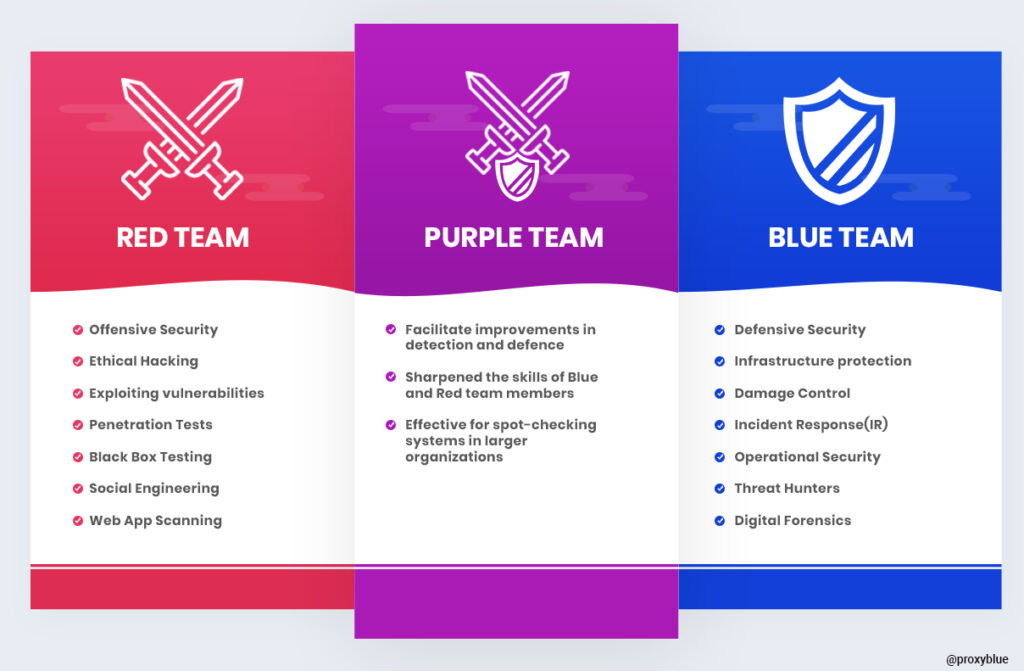 RED TEAM
Offensive Security
Ethical Hacking
Exploiting vulnerabilities
Penetration Tests
Black Box Testing
Social Engineering
Web App Scanning
PURPLE TEAM
Facilitate improvements in
detection and defence
Sharpened the skills of Blue
and Red team members
Effective for spot-checking
systems in larger
organizations
BLUE TEAM
Defensive Security
Infrastructure protection
Damage Control
Incident Response(IR)
Operational Security
Threat Hunters
Digital Forensics
@proxyblue